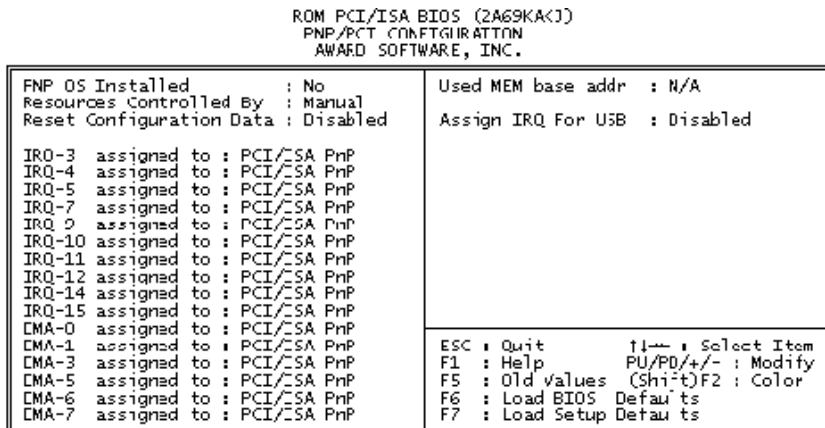 ROM PCI/ISA BIOS (2A69KAKJ)
PNP/PCI CONFIGURATION
AWARD SOFTWARE, INC.
PNP OS Installed : No
Resources Controlled By : Manual
Reset Configuration Data : Disabled
IRQ-3 assigned to : PCI/ISA PnP
IRQ-4 assigned to : PCI/ISA PnP
IRQ-5 assigned to : PCI/ISA PnP
IRQ-7 assigned to : PCI/ISA PnP
IRQ-9 assigned to : PCI/ISA PnP
IRQ-10 assigned to : PCI/ISA PnP
IRQ-11 assigned to : PCI/ISA PnP
IRQ-12 assigned to : PCI/ISA PnP
IRQ-14 assigned to : PCI/ISA PnP
IRQ-15 assigned to : PCI/ISA PnP
DMA-0 assigned to : PCI/ISA PnP
DMA-1 assigned to : PCI/ISA PnP
DMA-3 assigned to : PCI/ISA PnP
DMA-5 assigned to : PCI/ISA PnP
DMA-6 assigned to : PCI/ISA PnP
DMA-7 assigned to : PCI/ISA PnP
Used MEM base addr : N/A
Assign IRQ For USB : Disabled
ESC : Quit ↑↓→← : Select Item
F1 : Help PU/PD/+/- : Modify
F5 : Old Values (Shift)F2 : Color
F6 : Load BIOS Defaults
F7 : Load Setup Defaults